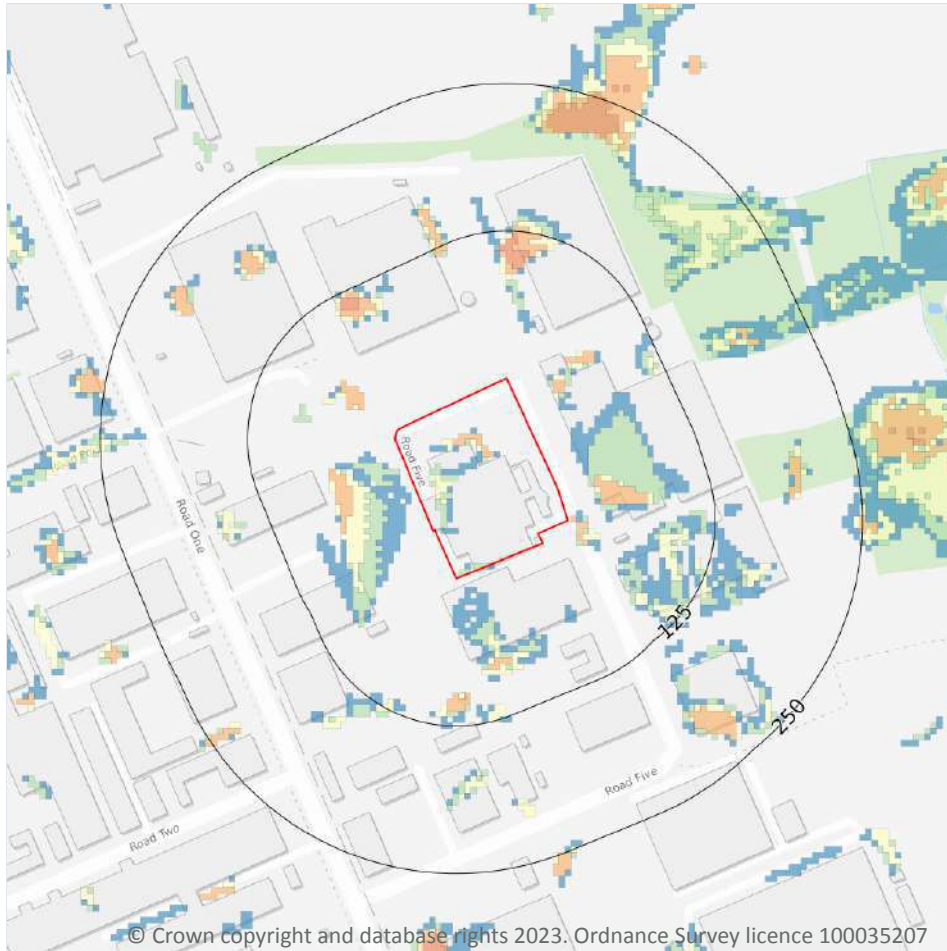 Road Five
Road One
125
250
Road Five
Road Two
© Crown copyright and database rights 2023. Ordnance Survey licence 100035207